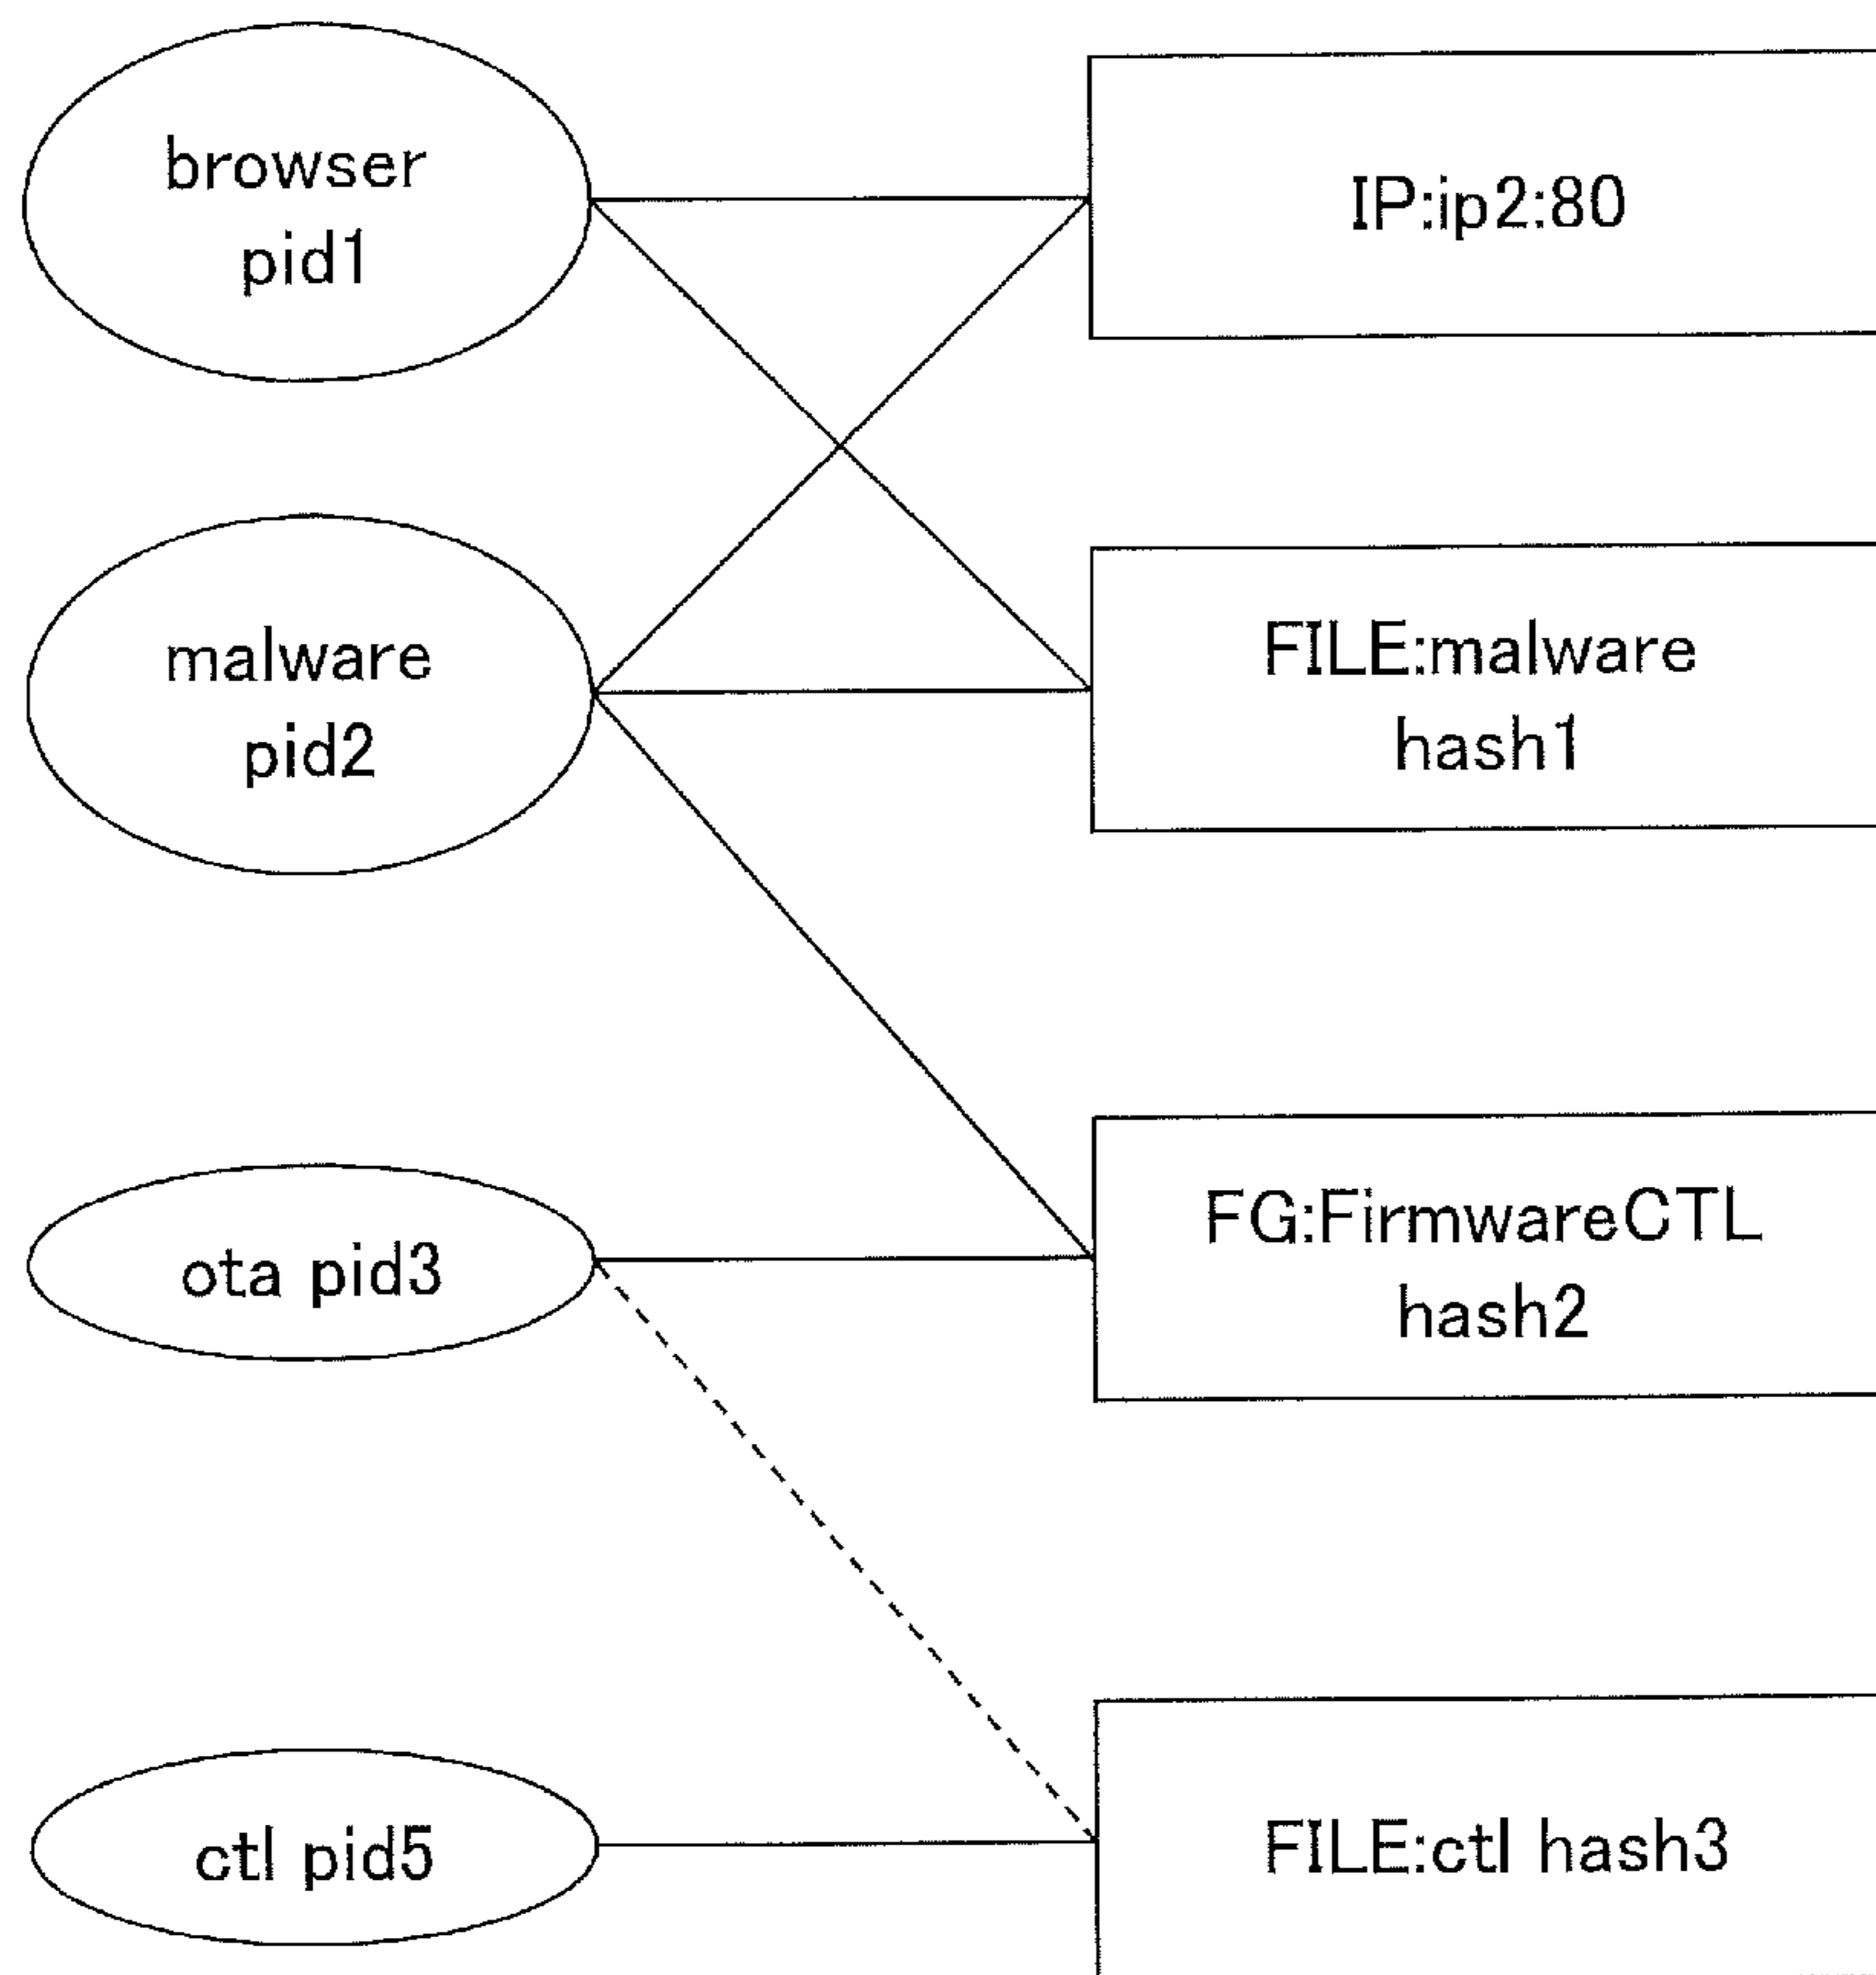 browser
pid1
IP:ip2:80
malware
pid2
FILE:malware
hash1
ota pid3
FG:FirmwareCTL
hash2
ctl pid5
FILE:ctl hash3